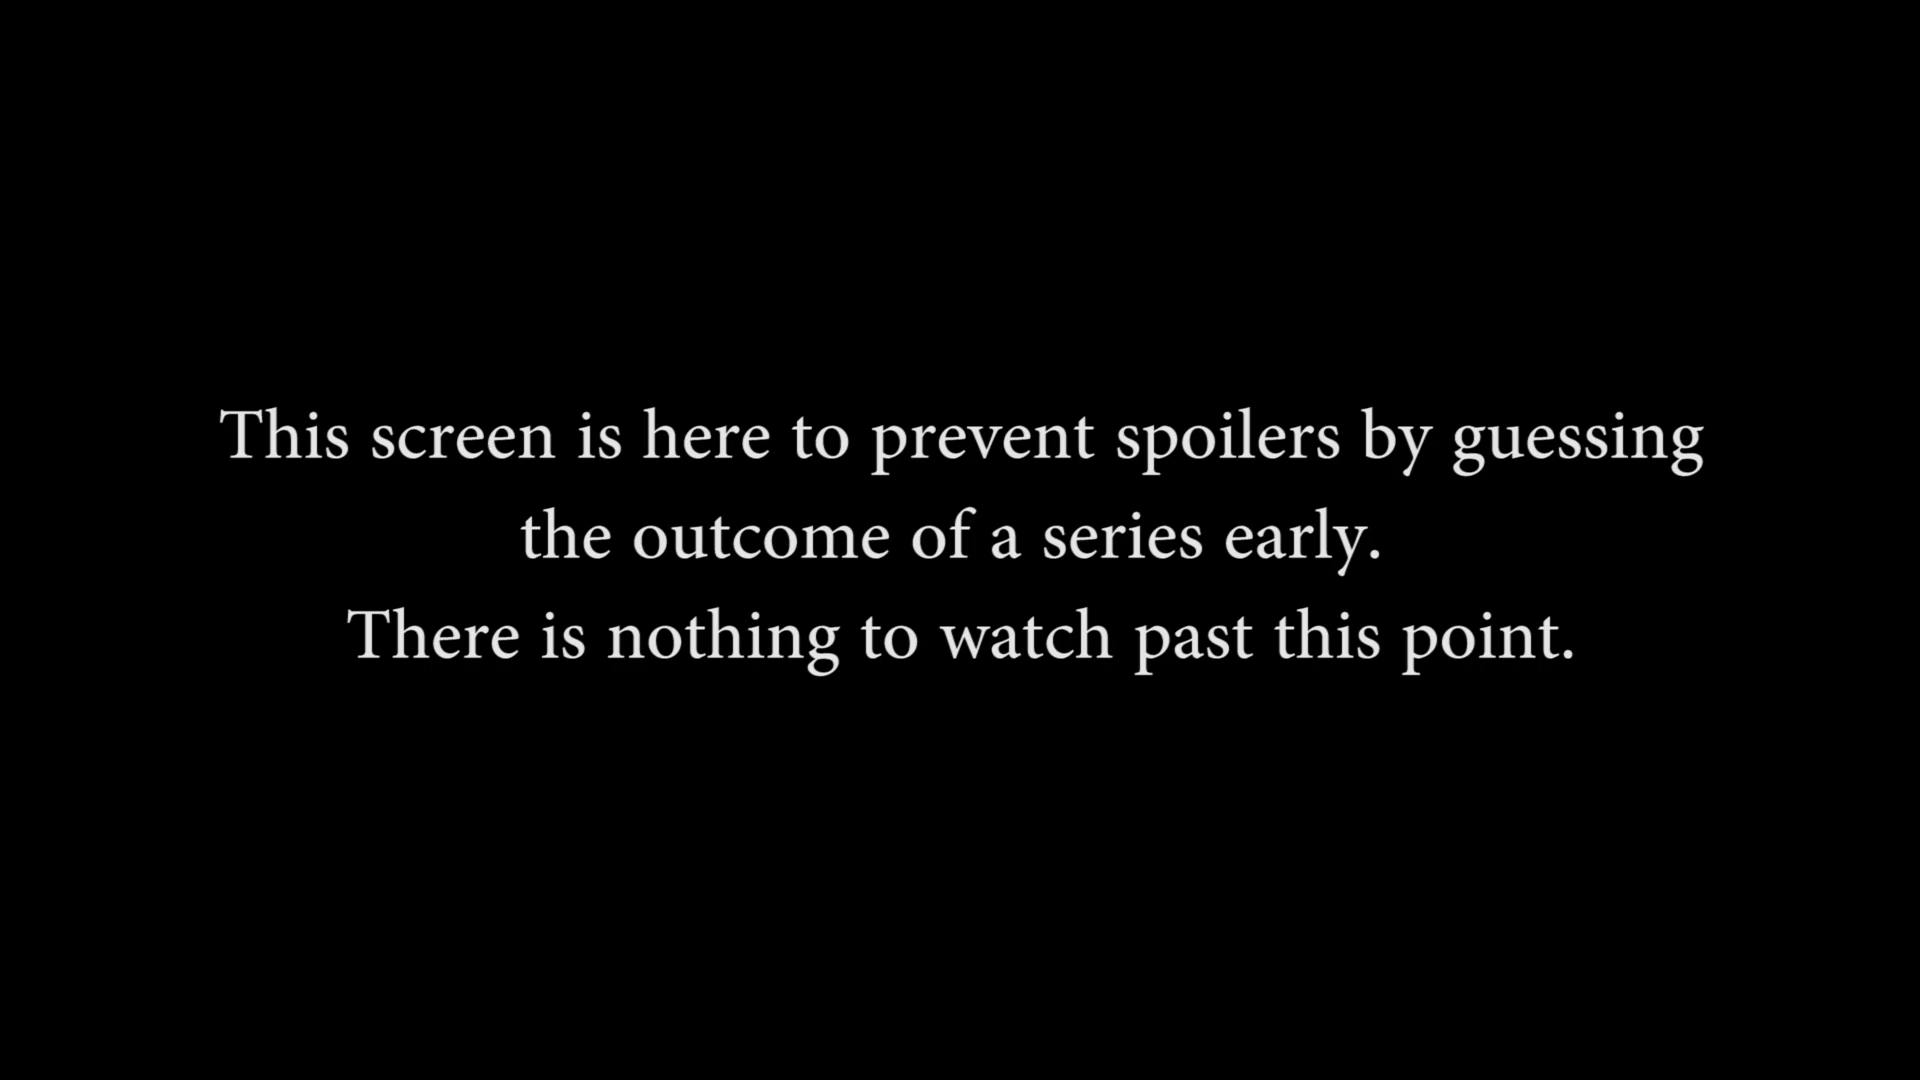 This screen is here to prevent spoilers by guessing
the outcome of a series early.
There is nothing to watch past this point.